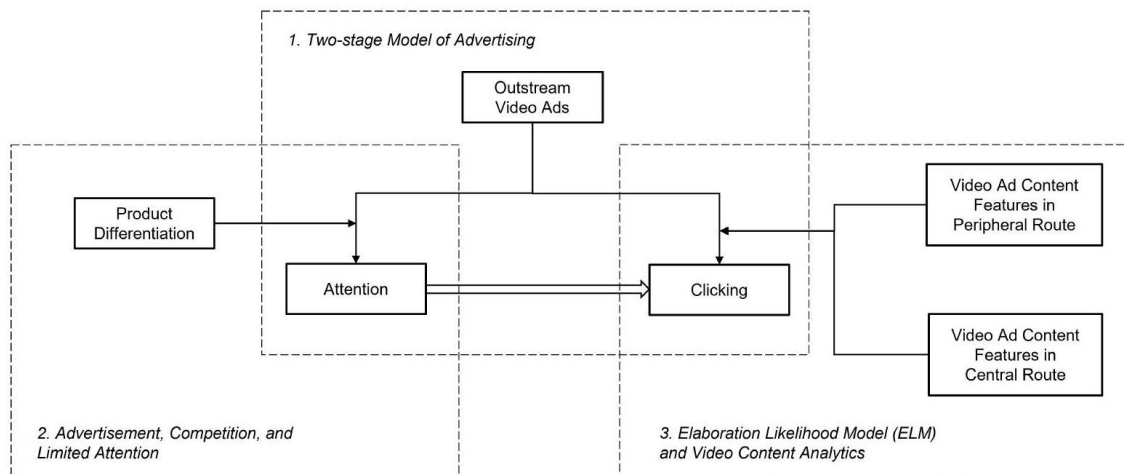 1. Two-stage Model of Advertising
Outstream
Video Ads
Product
Differentiation
Video Ad Content
Features in
Peripheral Route
Attention
Clicking
Video Ad Content
Features in
Central Route
2. Advertisement, Competition, and
Limited Attention
3. Elaboration Likelihood Model (ELM)
and Video Content Analytics